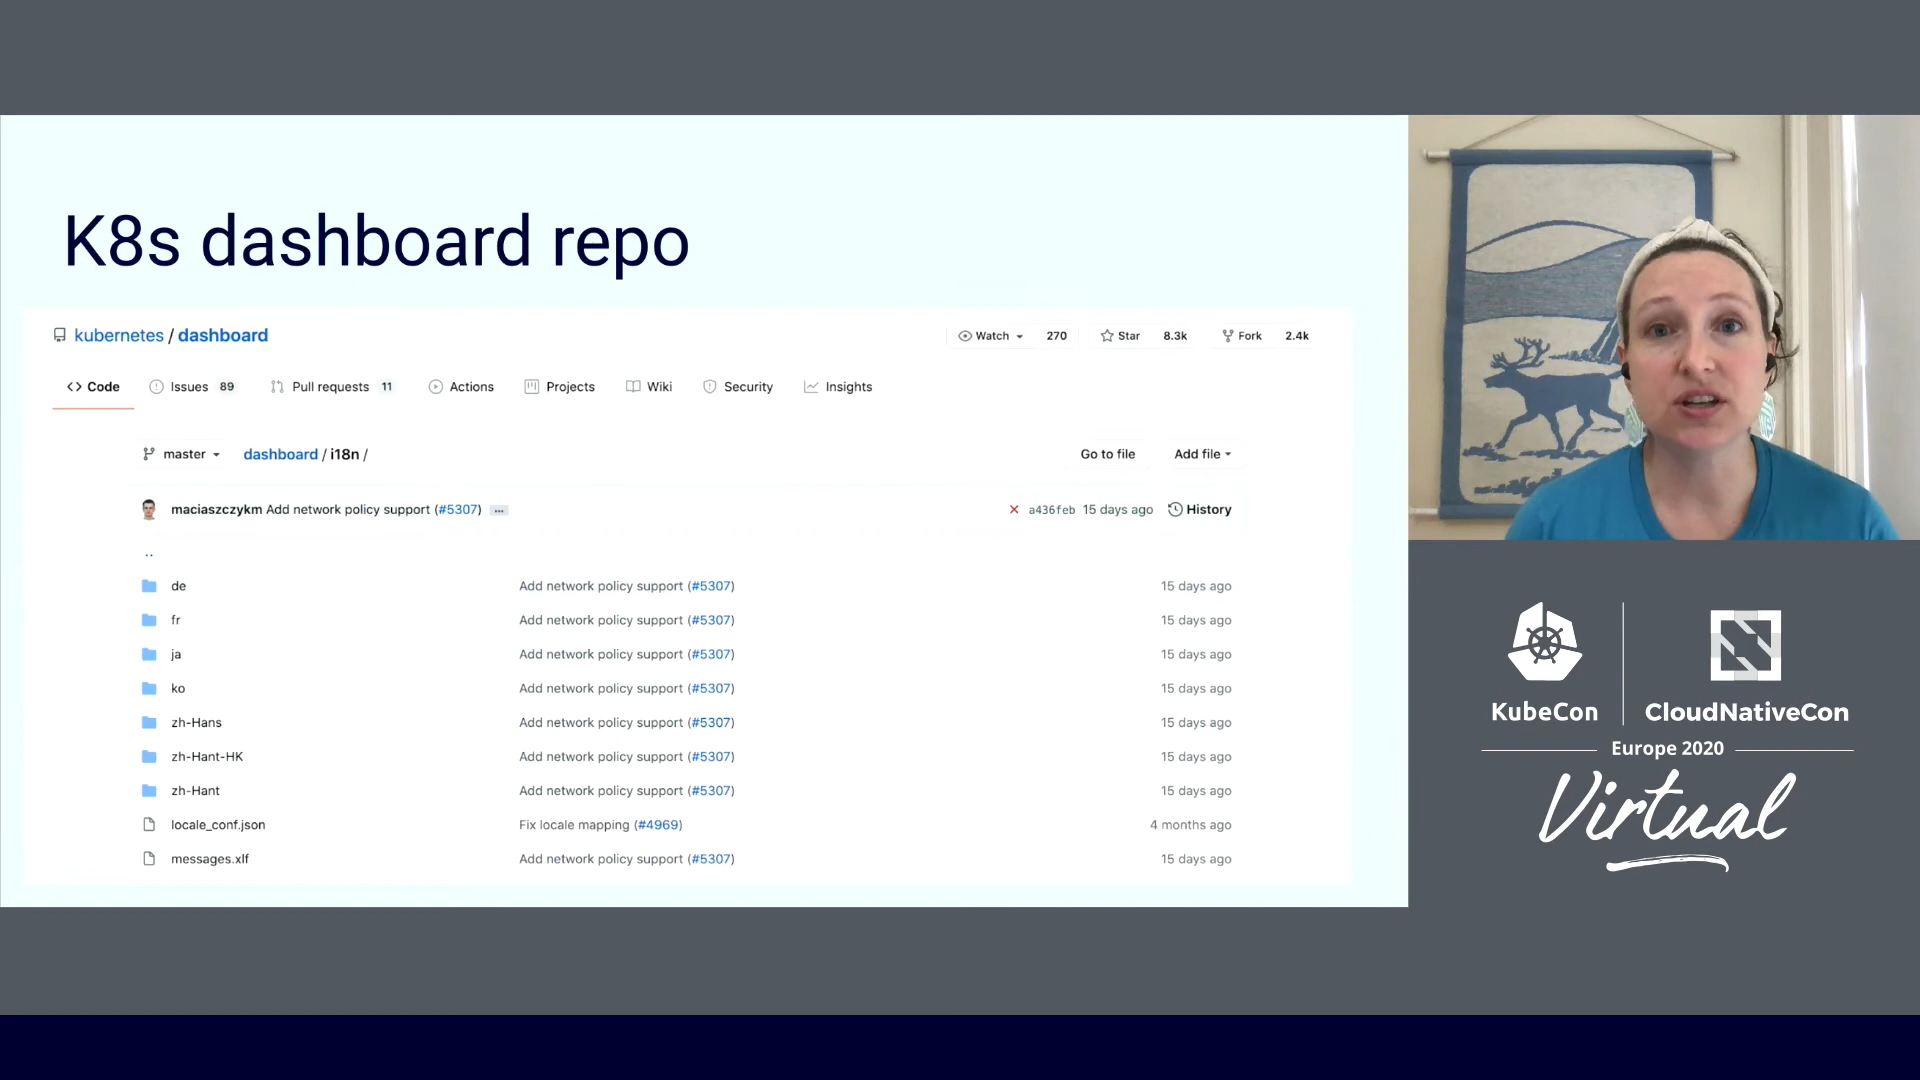 K8s dashboard repo
kubernetes / dashboard
Watch 270 Star 8.3k Fork 2.4k
Code Issues 89 Pull requests 11 Actions Projects Wiki Security Insights
master dashboard / i18n / Go to file Add file
maciaszczykm Add network policy support (#5307) ... a436feb 15 days ago History
..
de Add network policy support (#5307) 15 days ago
fr Add network policy support (#5307) 15 days ago
ja Add network policy support (#5307) 15 days ago
ko Add network policy support (#5307) 15 days ago
zh-Hans Add network policy support (#5307) 15 days ago
zh-Hant-HK Add network policy support (#5307) 15 days ago
zh-Hant Add network policy support (#5307) 15 days ago
locale_conf.json Fix locale mapping (#4969) 4 months ago
messages.xlf Add network policy support (#5307) 15 days ago
KubeCon CloudNativeCon
Europe 2020
Virtual